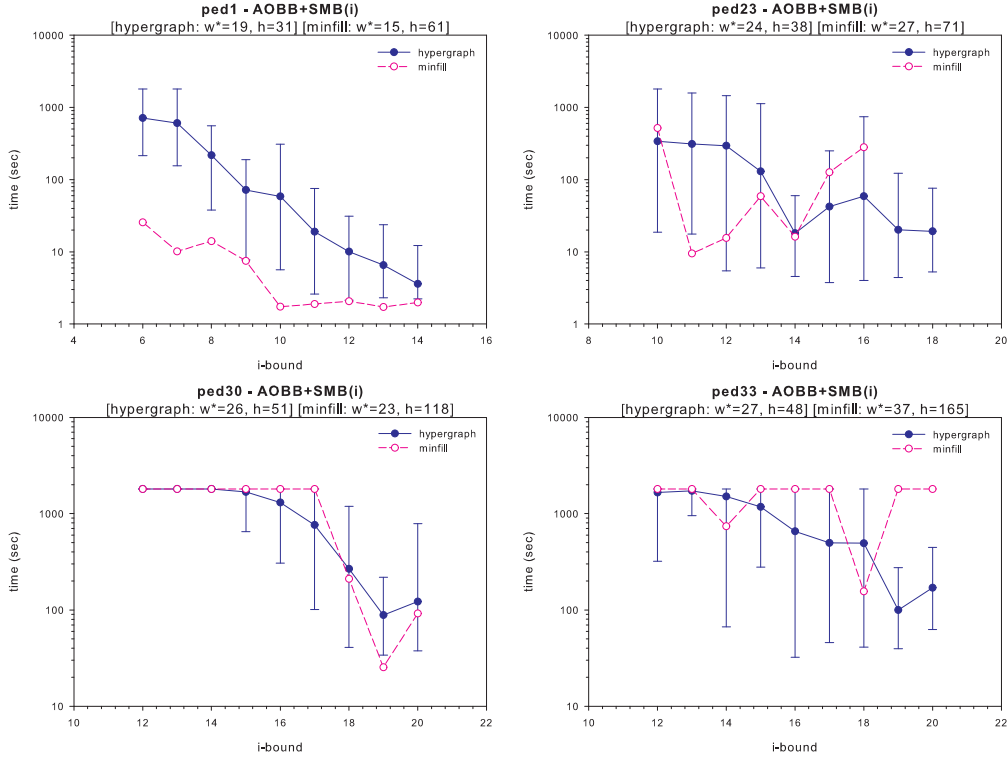 ped1 - AOBB+SMB(i)
[hypergraph: w*=19, h=31] [minfill: w*=15, h=61]
10000
1000
100
10
1
time (sec)
hypergraph
minfill
4 6 8 10 12 14 16
i-bound
ped23 - AOBB+SMB(i)
[hypergraph: w*=24, h=38] [minfill: w*=27, h=71]
10000
1000
100
10
1
time (sec)
hypergraph
minfill
8 10 12 14 16 18 20
i-bound
ped30 - AOBB+SMB(i)
[hypergraph: w*=26, h=51] [minfill: w*=23, h=118]
10000
1000
100
10
time (sec)
hypergraph
minfill
10 12 14 16 18 20 22
i-bound
ped33 - AOBB+SMB(i)
[hypergraph: w*=27, h=48] [minfill: w*=37, h=165]
10000
1000
100
10
time (sec)
hypergraph
minfill
10 12 14 16 18 20 22
i-bound